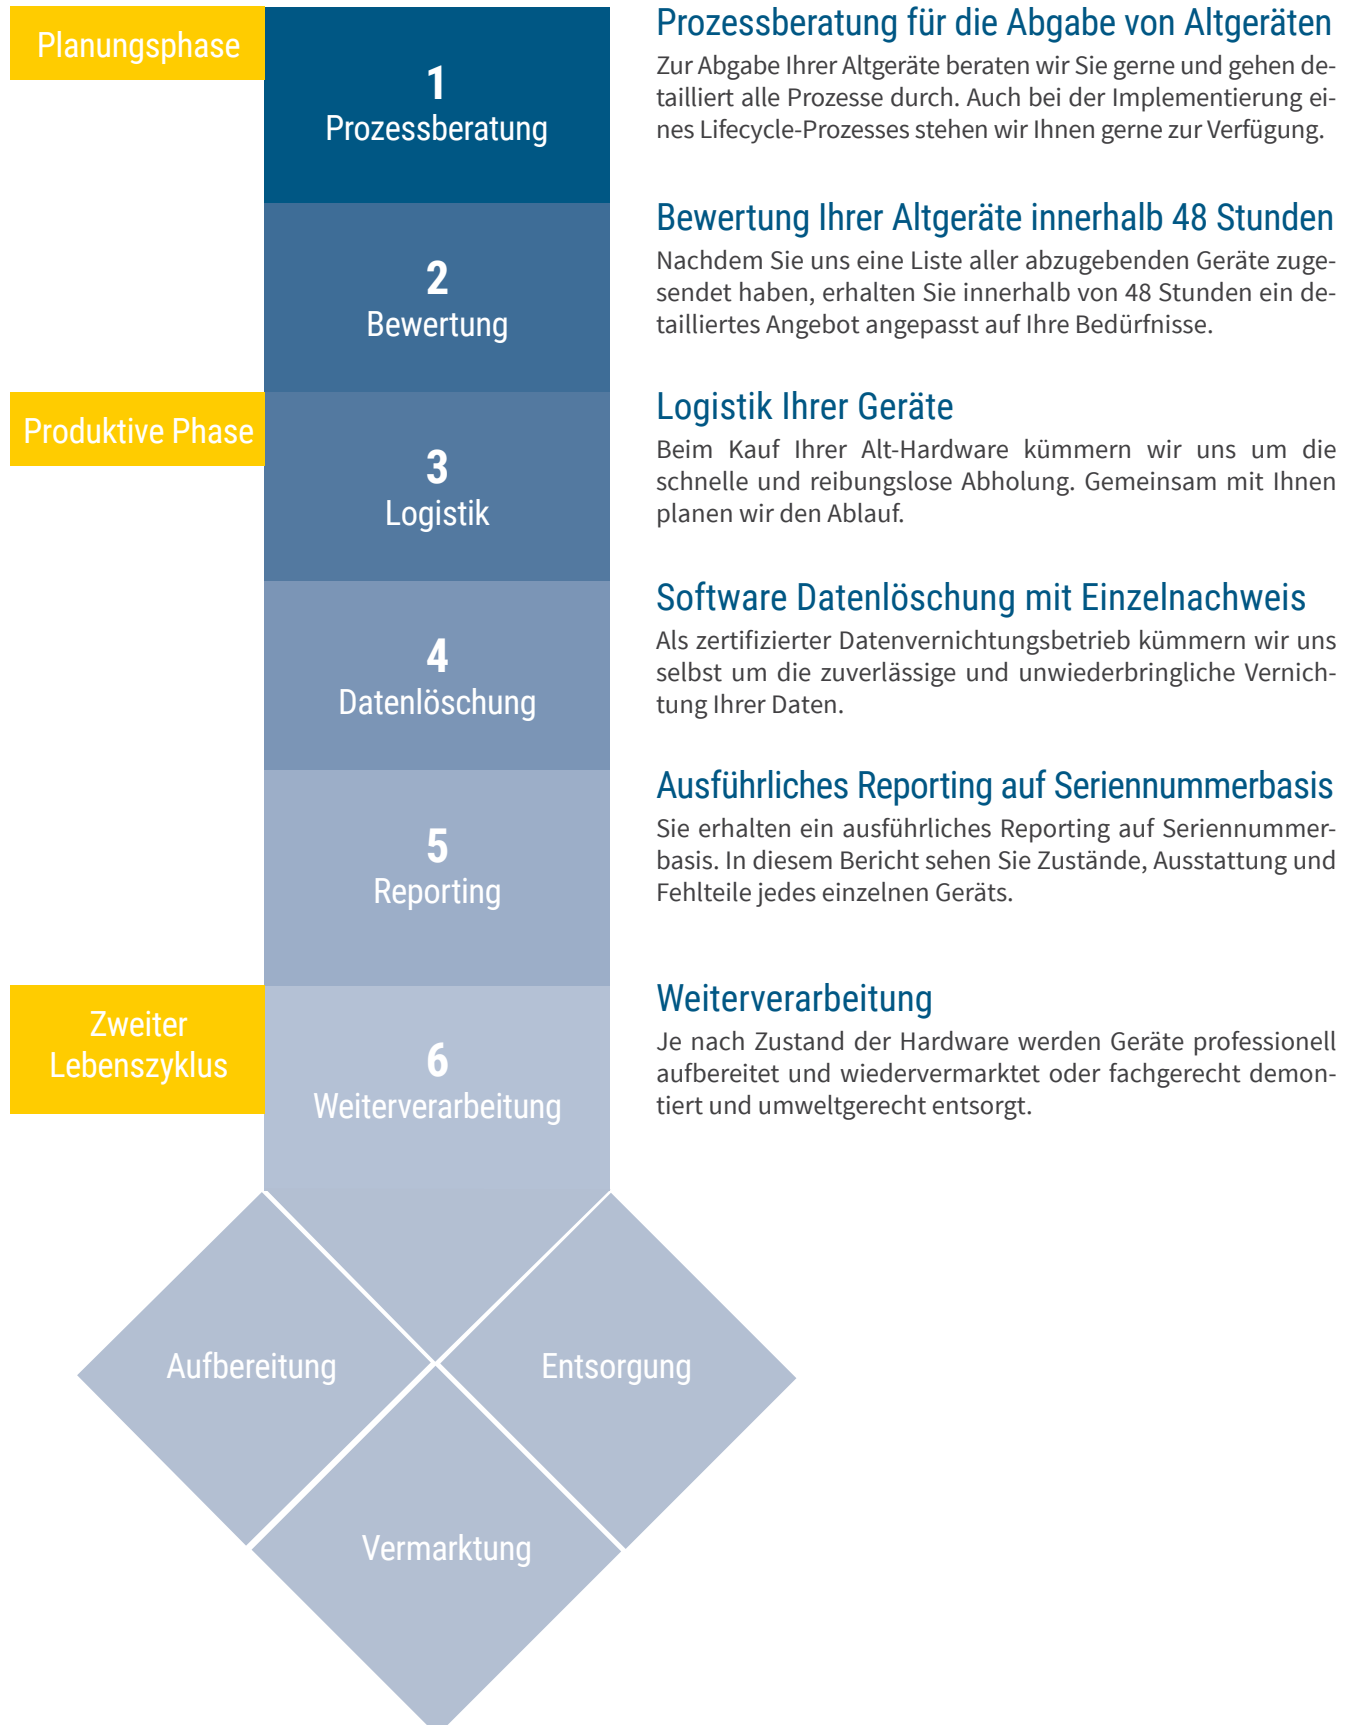 Planungsphase
1
Prozessberatung
Prozessberatung für die Abgabe von Altgeräten
Zur Abgabe Ihrer Altgeräte beraten wir Sie gerne und gehen de-
tailliert alle Prozesse durch. Auch bei der Implementierung ei-
nes Lifecycle-Prozesses stehen wir Ihnen gerne zur Verfügung.
2
Bewertung
Bewertung Ihrer Altgeräte innerhalb 48 Stunden
Nachdem Sie uns eine Liste aller abzugebenden Geräte zuge-
sendet haben, erhalten Sie innerhalb von 48 Stunden ein de-
tailliertes Angebot angepasst auf Ihre Bedürfnisse.
Produktive Phase
3
Logistik
Logistik Ihrer Geräte
Beim Kauf Ihrer Alt-Hardware kümmern wir uns um die
schnelle und reibungslose Abholung. Gemeinsam mit Ihnen
planen wir den Ablauf.
4
Datenlöschung
Software Datenlöschung mit Einzelnachweis
Als zertifizierter Datenvernichtungsbetrieb kümmern wir uns
selbst um die zuverlässige und unwiederbringliche Vernich-
tung Ihrer Daten.
5
Reporting
Ausführliches Reporting auf Seriennummerbasis
Sie erhalten ein ausführliches Reporting auf Seriennummer-
basis. In diesem Bericht sehen Sie Zustände, Ausstattung und
Fehlteile jedes einzelnen Geräts.
Zweiter
Lebenszyklus
6
Weiterverarbeitung
Weiterverarbeitung
Je nach Zustand der Hardware werden Geräte professionell
aufbereitet und wiedervermarktet oder fachgerecht demon-
tiert und umweltgerecht entsorgt.
Aufbereitung
Entsorgung
Vermarktung